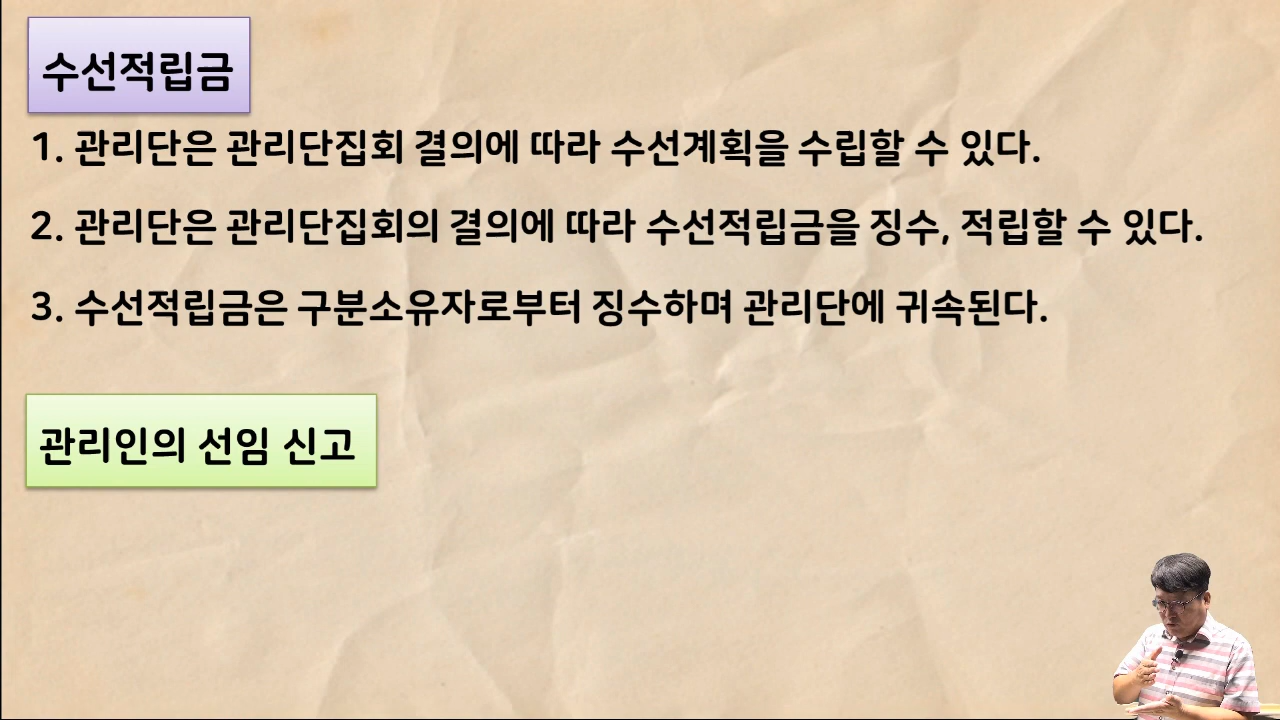 수선적립금
1. 관리단은 관리단집회 결의에 따라 수선계획을 수립할 수 있다.
2. 관리단은 관리단집회의 결의에 따라 수선적립금을 징수, 적립할 수 있다.
3. 수선적립금은 구분소유자로부터 징수하며 관리단에 귀속된다.
관리인의 선임 신고